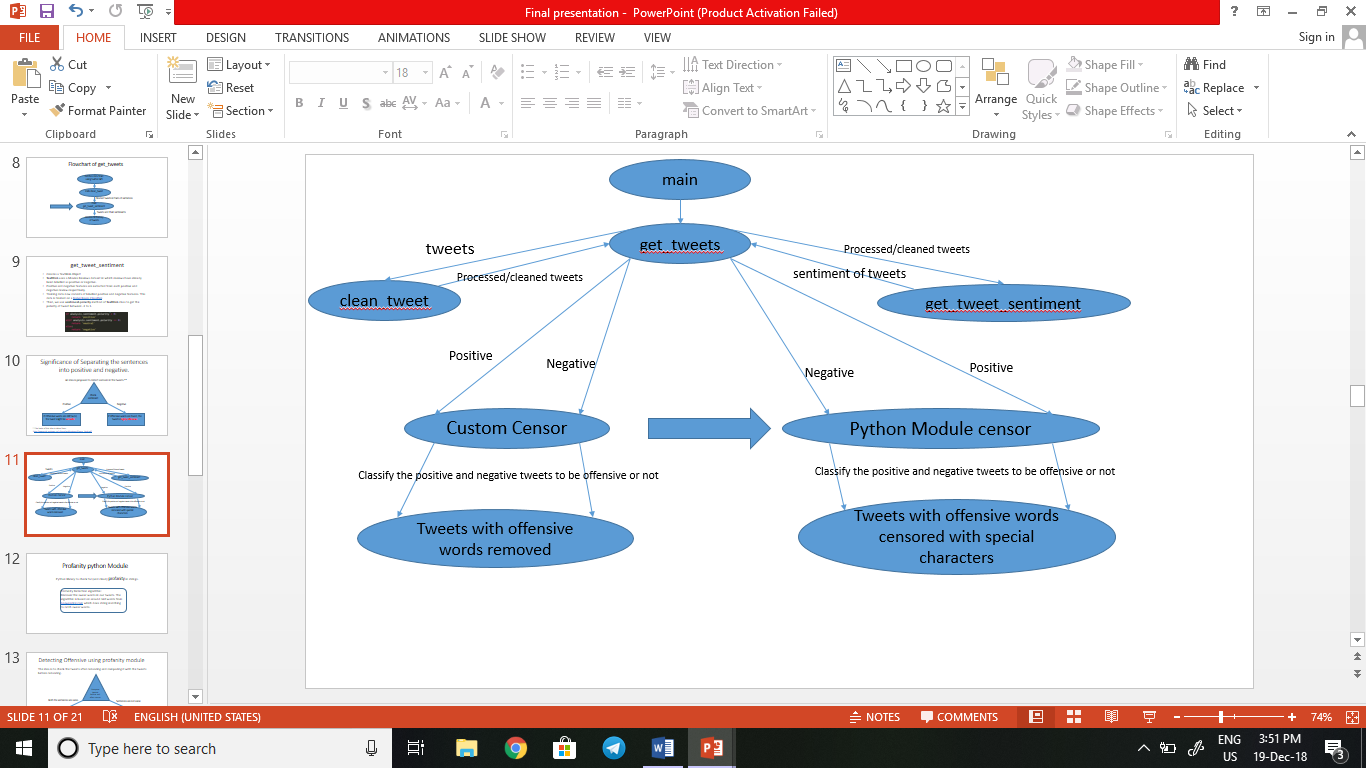 Final presentation - PowerPoint (Product Activation Failed)
FILE HOME INSERT DESIGN TRANSITIONS ANIMATIONS SLIDE SHOW REVIEW VIEW Sign in
Paste
Cut
Copy
Format Painter
Clipboard
New
Slide
Layout
Reset
Section
Slides
18
B I U S abc AV Aa A
Font
Text Direction
Align Text
Convert to SmartArt
Paragraph
Arrange
Quick
Styles
Shape Fill
Shape Outline
Shape Effects
Drawing
Find
Replace
Select
Editing
8
Flowchart of get_tweets
9
get_tweet_sentiment
10
Significance of Separating the sentences
into positive and negative.
11
12
Profanity python Module
13
Detecting Offensive using profanity module
main
get_tweets
tweets
Processed/cleaned tweets
Processed/cleaned tweets
sentiment of tweets
clean_tweet
get_tweet_sentiment
Positive
Negative
Negative
Positive
Custom Censor
Python Module censor
Classify the positive and negative tweets to be offensive or not
Classify the positive and negative tweets to be offensive or not
Tweets with offensive
words removed
Tweets with offensive words
censored with special
characters
SLIDE 11 OF 21 ENGLISH (UNITED STATES) NOTES COMMENTS 74%
Type here to search
ENG
US
3:51 PM
19-Dec-18
3